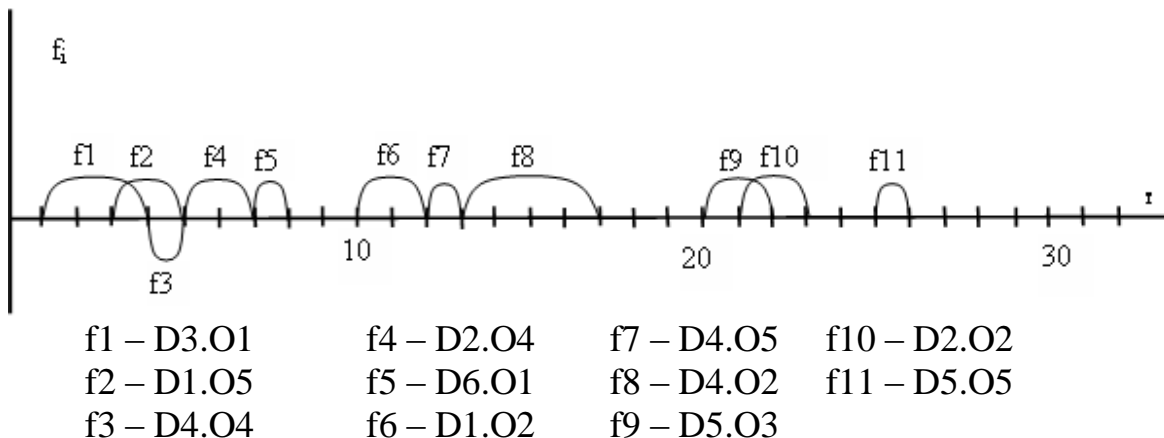 fi
f1 f2 f4 f5 f6 f7 f8 f9 f10 f11
10 20 30
f3
f1 – D3.O1 f4 – D2.O4 f7 – D4.O5 f10 – D2.O2
f2 – D1.O5 f5 – D6.O1 f8 – D4.O2 f11 – D5.O5
f3 – D4.O4 f6 – D1.O2 f9 – D5.O3